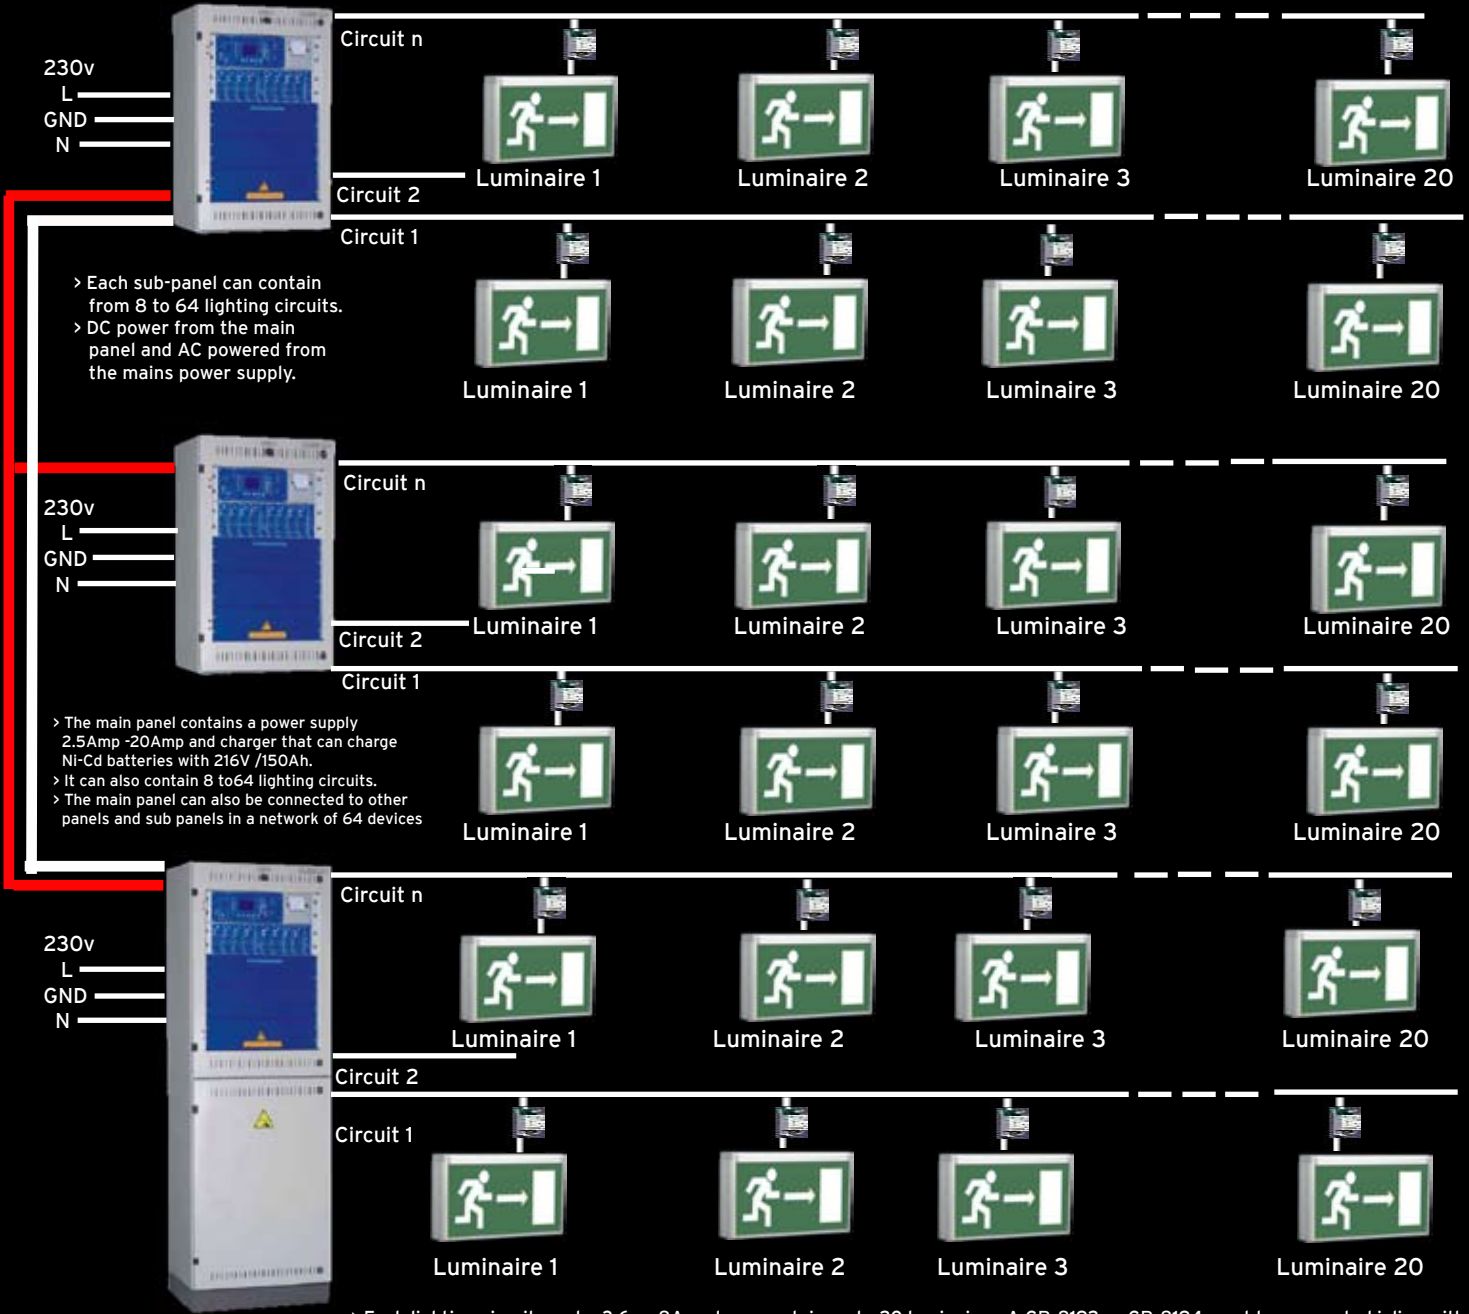 Circuit n
230v
L
GND
N
Luminaire 1
Luminaire 2
Luminaire 3
Luminaire 20
Circuit 2
Circuit 1
> Each sub-panel can contain
from 8 to 64 lighting circuits.
> DC power from the main
panel and AC powered from
the mains power supply.
Luminaire 1
Luminaire 2
Luminaire 3
Luminaire 20
Circuit n
230v
L
GND
N
Luminaire 1
Luminaire 2
Luminaire 3
Luminaire 20
Circuit 2
Circuit 1
> The main panel contains a power supply
2.5Amp -20Amp and charger that can charge
Ni-Cd batteries with 216V /150Ah.
> It can also contain 8 to64 lighting circuits.
> The main panel can also be connected to other
panels and sub panels in a network of 64 devices
Luminaire 1
Luminaire 2
Luminaire 3
Luminaire 20
Circuit n
230v
L
GND
N
Luminaire 1
Luminaire 2
Luminaire 3
Luminaire 20
Circuit 2
Circuit 1
Luminaire 1
Luminaire 2
Luminaire 3
Luminaire 20